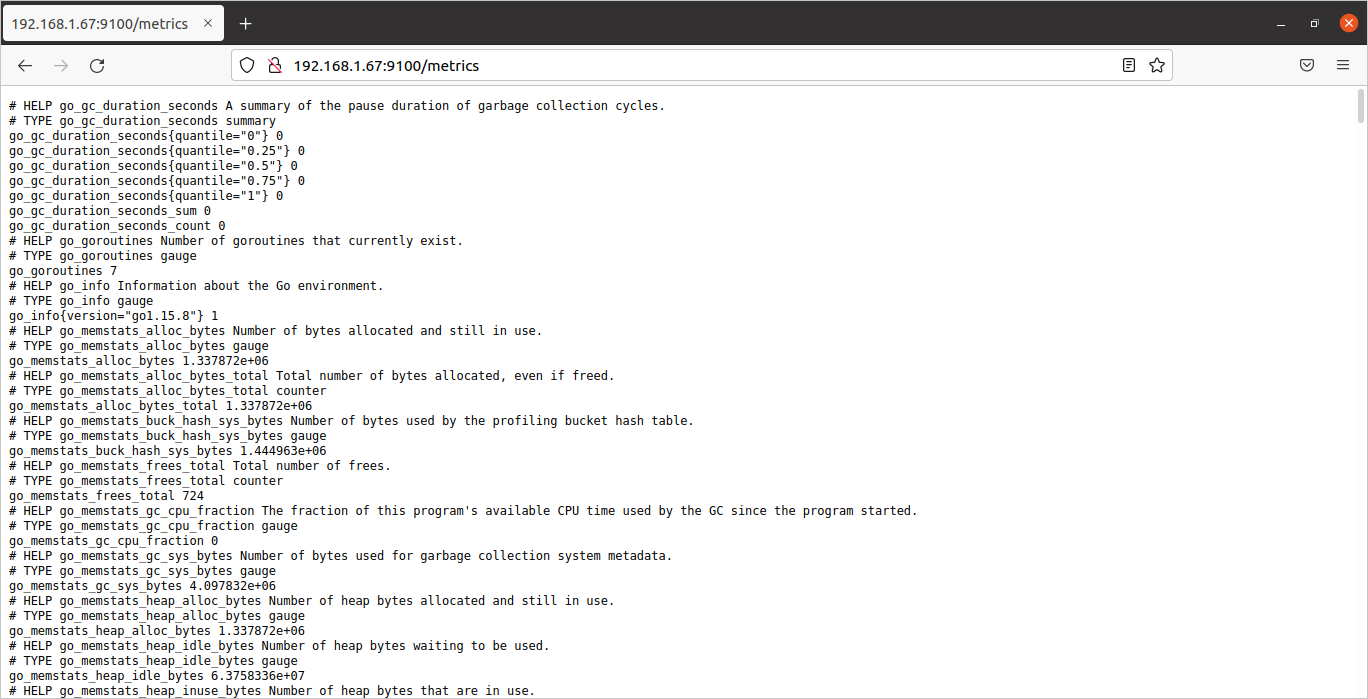 192.168.1.67:9100/metrics
192.168.1.67:9100/metrics
# HELP go_gc_duration_seconds A summary of the pause duration of garbage collection cycles.
# TYPE go_gc_duration_seconds summary
go_gc_duration_seconds{quantile="0"} 0
go_gc_duration_seconds{quantile="0.25"} 0
go_gc_duration_seconds{quantile="0.5"} 0
go_gc_duration_seconds{quantile="0.75"} 0
go_gc_duration_seconds{quantile="1"} 0
go_gc_duration_seconds_sum 0
go_gc_duration_seconds_count 0
# HELP go_goroutines Number of goroutines that currently exist.
# TYPE go_goroutines gauge
go_goroutines 7
# HELP go_info Information about the Go environment.
# TYPE go_info gauge
go_info{version="go1.15.8"} 1
# HELP go_memstats_alloc_bytes Number of bytes allocated and still in use.
# TYPE go_memstats_alloc_bytes gauge
go_memstats_alloc_bytes 1.337872e+06
# HELP go_memstats_alloc_bytes_total Total number of bytes allocated, even if freed.
# TYPE go_memstats_alloc_bytes_total counter
go_memstats_alloc_bytes_total 1.337872e+06
# HELP go_memstats_buck_hash_sys_bytes Number of bytes used by the profiling bucket hash table.
# TYPE go_memstats_buck_hash_sys_bytes gauge
go_memstats_buck_hash_sys_bytes 1.444963e+06
# HELP go_memstats_frees_total Total number of frees.
# TYPE go_memstats_frees_total counter
go_memstats_frees_total 724
# HELP go_memstats_gc_cpu_fraction The fraction of this program's available CPU time used by the GC since the program started.
# TYPE go_memstats_gc_cpu_fraction gauge
go_memstats_gc_cpu_fraction 0
# HELP go_memstats_gc_sys_bytes Number of bytes used for garbage collection system metadata.
# TYPE go_memstats_gc_sys_bytes gauge
go_memstats_gc_sys_bytes 4.097832e+06
# HELP go_memstats_heap_alloc_bytes Number of heap bytes allocated and still in use.
# TYPE go_memstats_heap_alloc_bytes gauge
go_memstats_heap_alloc_bytes 1.337872e+06
# HELP go_memstats_heap_idle_bytes Number of heap bytes waiting to be used.
# TYPE go_memstats_heap_idle_bytes gauge
go_memstats_heap_idle_bytes 6.3758336e+07
# HELP go_memstats_heap_inuse_bytes Number of heap bytes that are in use.